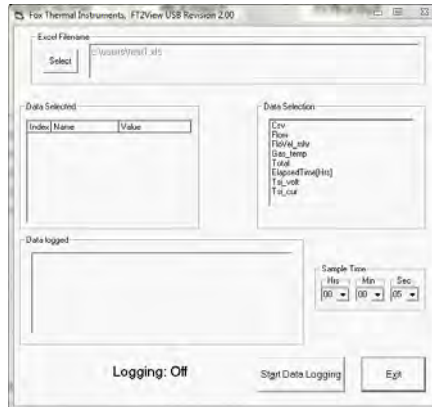 Fox Thermal Instruments, FT2View USB Revision 2.00
Excel Filename
Select
Data Selected
Index Name Value
Data Selection
Csv
Flow
Gas_temp
Total
ElapsedTime(Hrs)
Tsi_volt
Tsi_cur
Data logged
Sample Time
Hrs Min Sec
00 00 05
Logging: Off
Start Data Logging
Exit